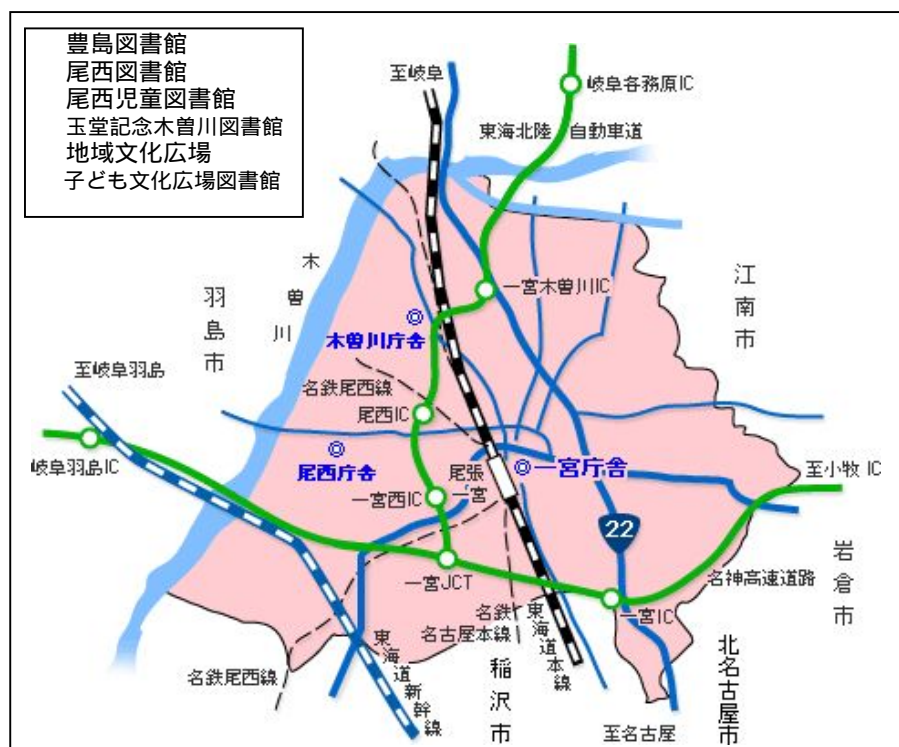 豊島図書館
尾西図書館
尾西児童図書館
玉堂記念木曽川図書館
地域文化広場
子ども文化広場図書館
至岐阜
岐阜各務原IC
東海北陸
自動車道
木曽川
羽島市
江南市
一宮木曽川IC
木曽川庁舎
至岐阜羽島
名鉄尾西線
尾西IC
岐阜羽島IC
尾西庁舎
尾張
一宮
一宮庁舎
至小牧 IC
一宮西IC
22
岩倉市
一宮JCT
名神高速道路
一宮IC
名鉄
名古屋本線
東海道本線
名鉄尾西線
東海道新幹線
稲沢市
北名古屋市
至名古屋